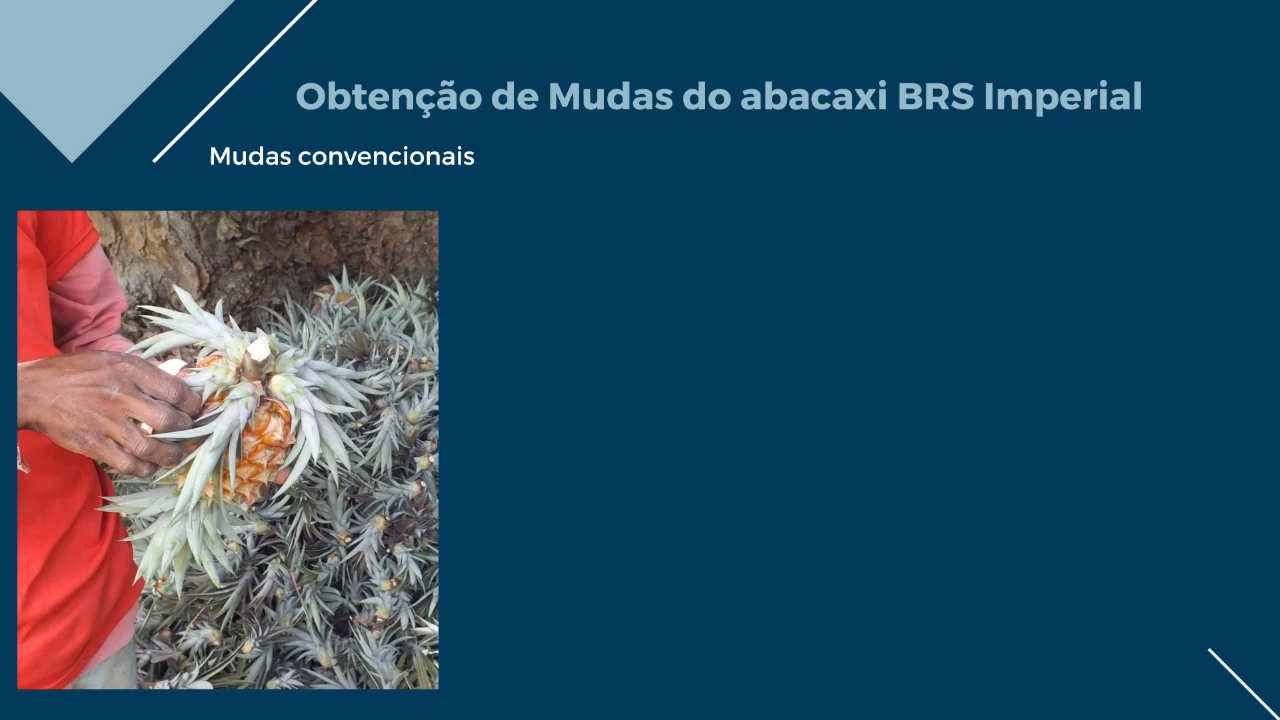 Obtenção de Mudas do abacaxi BRS Imperial
Mudas convencionais